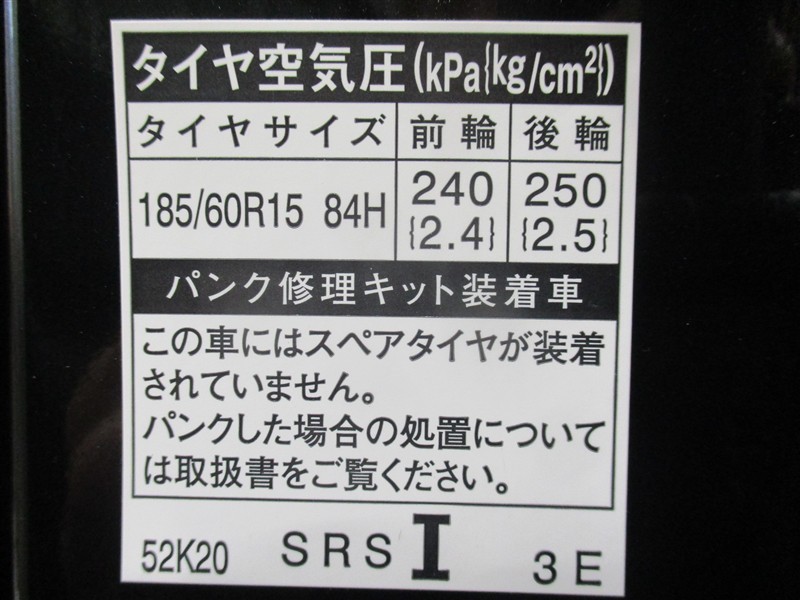 タイヤ空気圧(kPa{kg/cm²})
タイヤサイズ 前輪 後輪
185/60R15 84H 240 250
{2.4} {2.5}
パンク修理キット装着車
この車にはスペアタイヤが装着
されていません。
パンクした場合の処置について
は取扱書をご覧ください。
52K20 SRS I 3E